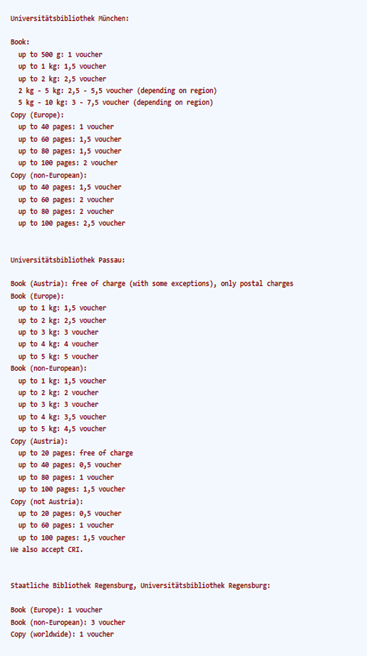 Universitätsbibliothek München:
Book:
up to 500 g: 1 voucher
up to 1 kg: 1,5 voucher
up to 2 kg: 2,5 voucher
2 kg - 5 kg: 2,5 - 5,5 voucher (depending on region)
5 kg - 10 kg: 3 - 7,5 voucher (depending on region)
Copy (Europe):
up to 40 pages: 1 voucher
up to 60 pages: 1,5 voucher
up to 80 pages: 1,5 voucher
up to 100 pages: 2 voucher
Copy (non-European):
up to 40 pages: 1,5 voucher
up to 60 pages: 2 voucher
up to 80 pages: 2 voucher
up to 100 pages: 2,5 voucher
Universitätsbibliothek Passau:
Book (Austria): free of charge (with some exceptions), only postal charges
Book (Europe):
up to 1 kg: 1,5 voucher
up to 2 kg: 2,5 voucher
up to 3 kg: 3 voucher
up to 4 kg: 4 voucher
up to 5 kg: 5 voucher
Book (non-European):
up to 1 kg: 1,5 voucher
up to 2 kg: 2 voucher
up to 3 kg: 3 voucher
up to 4 kg: 3,5 voucher
up to 5 kg: 4,5 voucher
Copy (Austria):
up to 20 pages: free of charge
up to 40 pages: 0,5 voucher
up to 80 pages: 1 voucher
up to 100 pages: 1,5 voucher
Copy (not Austria):
up to 20 pages: 0,5 voucher
up to 60 pages: 1 voucher
up to 100 pages: 1,5 voucher
We also accept CRI.
Staatliche Bibliothek Regensburg, Universitätsbibliothek Regensburg:
Book (Europe): 1 voucher
Book (non-European): 3 voucher
Copy (worldwide): 1 voucher